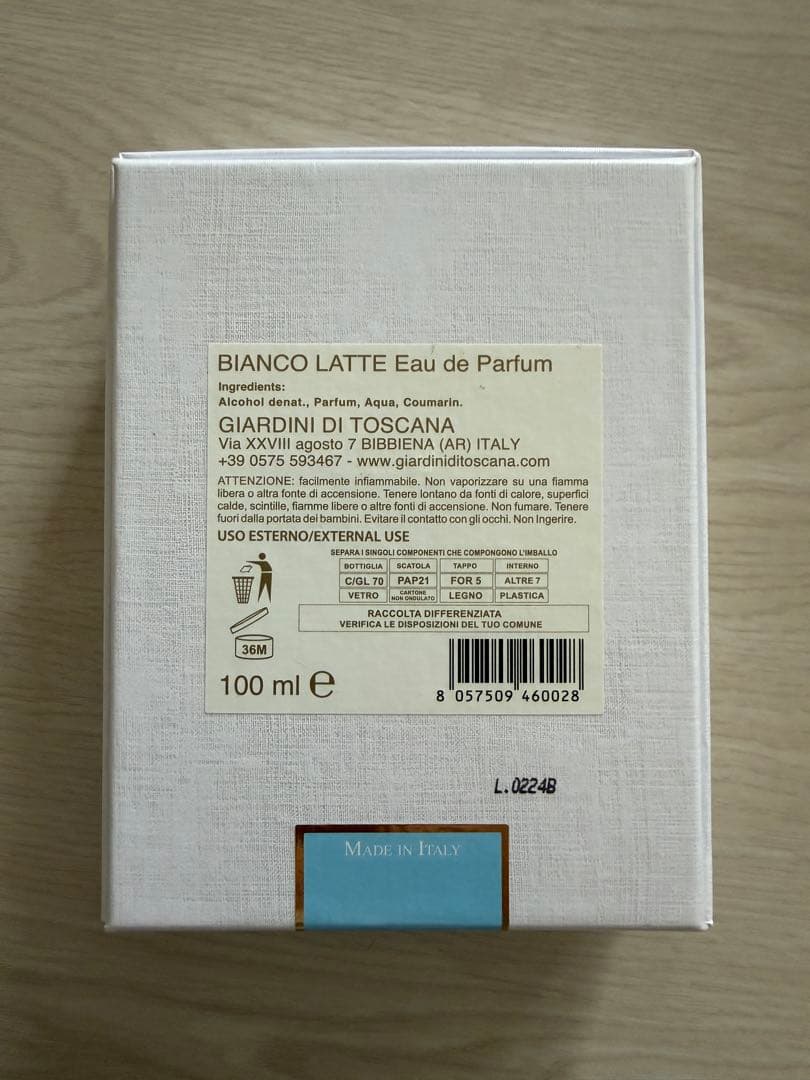 BIANCO LATTE Eau de Parfum
Ingredients:
Alcohol denat., Parfum, Aqua, Coumarin.
GIARDINI DI TOSCANA
Via XXVIII agosto 7 BIBBIENA (AR) ITALY
+39 0575 593467 - www.giardiniditoscana.com
ATTENZIONE: facilmente infiammabile. Non vaporizzare su una fiamma
libera o altra fonte di accensione. Tenere lontano da fonti di calore, superfici
calde, scintille, fiamme libere o altre fonti di accensione. Non fumare. Tenere
fuori dalla portata dei bambini. Evitare il contatto con gli occhi. Non Ingerire.
USO ESTERNO/EXTERNAL USE
SEPARA I SINGOLI COMPONENTI CHE COMPONGONO L'IMBALLO
BOTTIGLIA SCATOLA TAPPO INTERNO
C/GL 70 PAP21 FOR 5 ALTRE 7
VETRO CARTONE NON ONDULATO LEGNO PLASTICA
RACCOLTA DIFFERENZIATA
VERIFICA LE DISPOSIZIONI DEL TUO COMUNE
36M
100 ml e
8 057509 460028
L.0224B
MADE IN ITALY